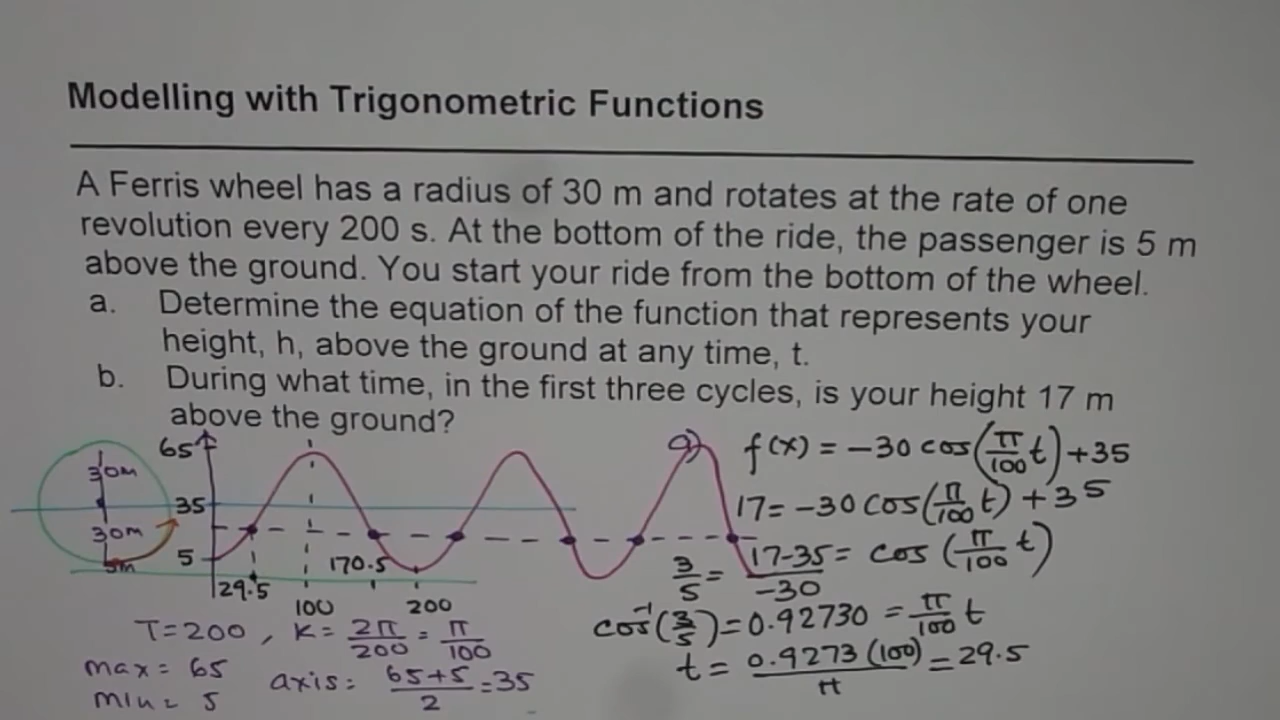 Modelling with Trigonometric Functions
A Ferris wheel has a radius of 30 m and rotates at the rate of one
revolution every 200 s. At the bottom of the ride, the passenger is 5 m
above the ground. You start your ride from the bottom of the wheel.
a. Determine the equation of the function that represents your
height, h, above the ground at any time, t.
b. During what time, in the first three cycles, is your height 17 m
above the ground?
30m
30m
5m
65
35
5
29.5
100
170.5
200
T=200, K= 2π/200 = π/100
max= 65
min= 5
axis: 65+5/2 =35
a) f(x) = -30 cos(π/100 t)+35
17= -30 cos(π/100 t) +35
3/5 = 17-35/-30 = cos(π/100 t)
cos⁻¹(3/5)=0.92730 = π/100 t
t= 0.9273(100)/π =29.5